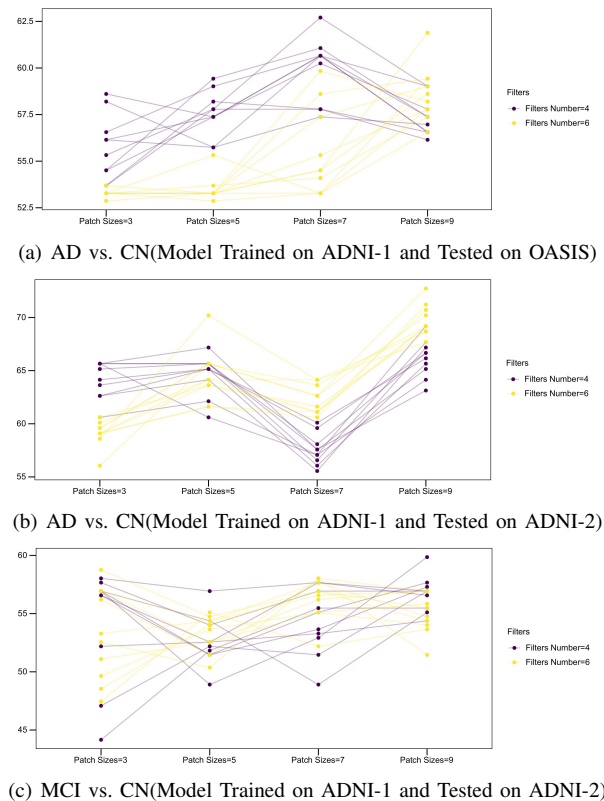 62.5
60.0
57.5
55.0
52.5
Patch Sizes=3 Patch Sizes=5 Patch Sizes=7 Patch Sizes=9
Filters
Filters Number=4
Filters Number=6
(a) AD vs. CN(Model Trained on ADNI-1 and Tested on OASIS)
70
65
60
55
Patch Sizes=3 Patch Sizes=5 Patch Sizes=7 Patch Sizes=9
Filters
Filters Number=4
Filters Number=6
(b) AD vs. CN(Model Trained on ADNI-1 and Tested on ADNI-2)
60
55
50
45
Patch Sizes=3 Patch Sizes=5 Patch Sizes=7 Patch Sizes=9
Filters
Filters Number=4
Filters Number=6
(c) MCI vs. CN(Model Trained on ADNI-1 and Tested on ADNI-2)